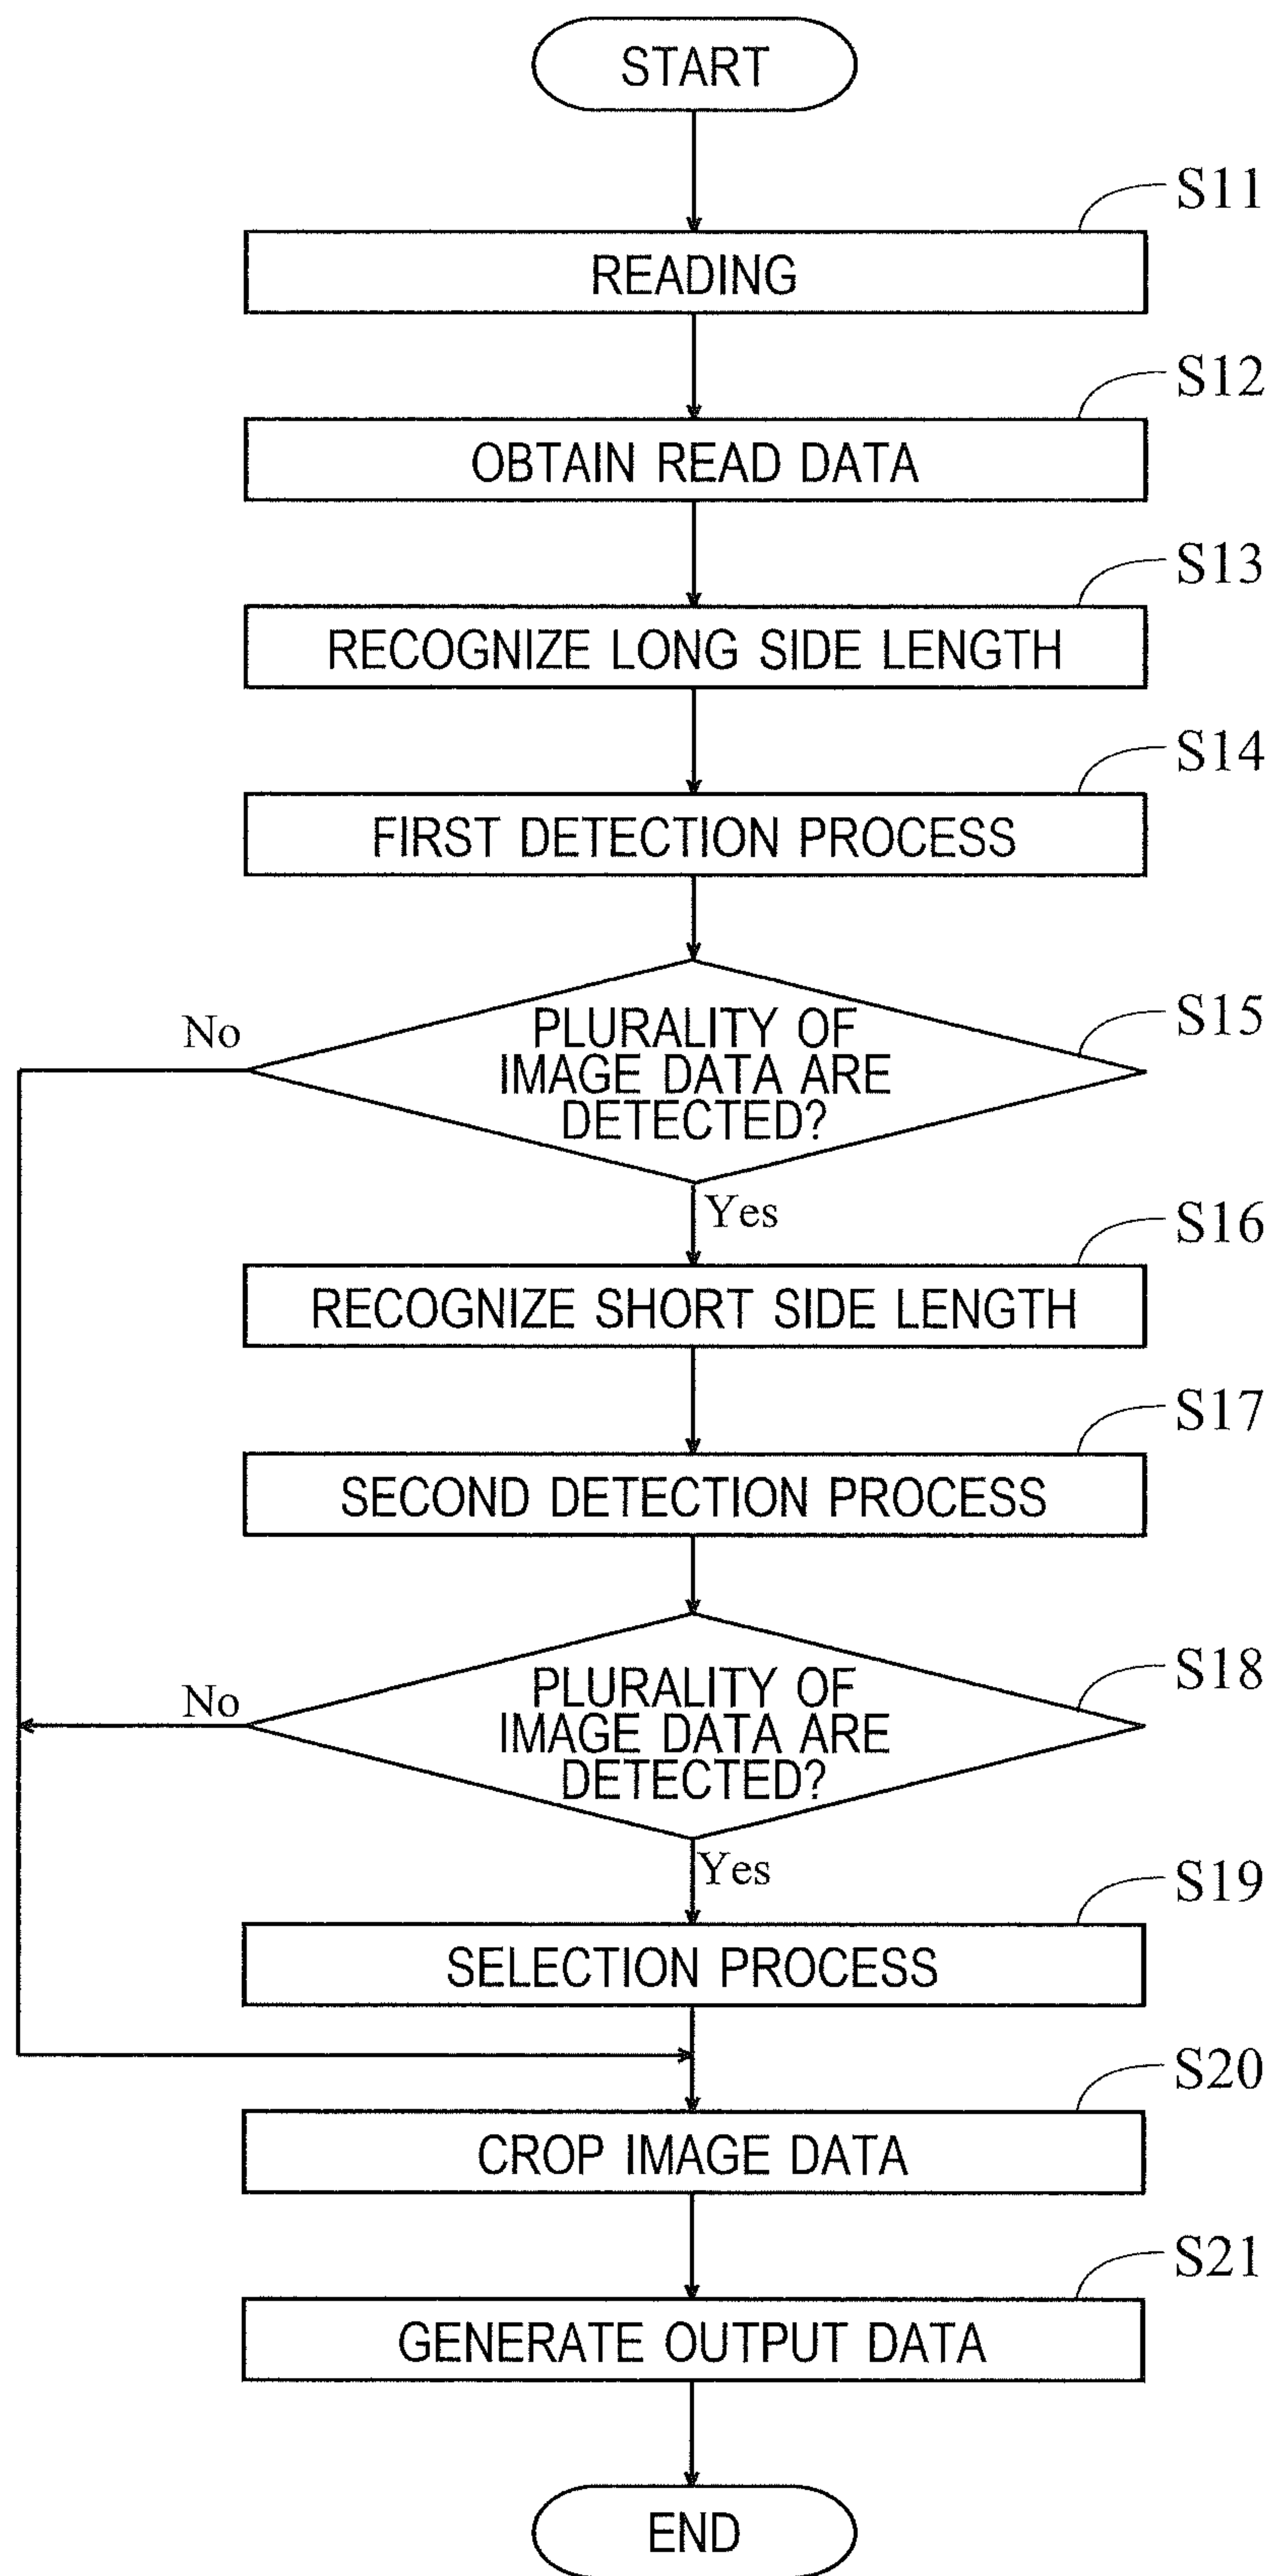 START
S11
READING
S12
OBTAIN READ DATA
S13
RECOGNIZE LONG SIDE LENGTH
S14
FIRST DETECTION PROCESS
S15
No
PLURALITY OF
IMAGE DATA ARE
DETECTED?
Yes
S16
RECOGNIZE SHORT SIDE LENGTH
S17
SECOND DETECTION PROCESS
S18
No
PLURALITY OF
IMAGE DATA ARE
DETECTED?
Yes
S19
SELECTION PROCESS
S20
CROP IMAGE DATA
S21
GENERATE OUTPUT DATA
END